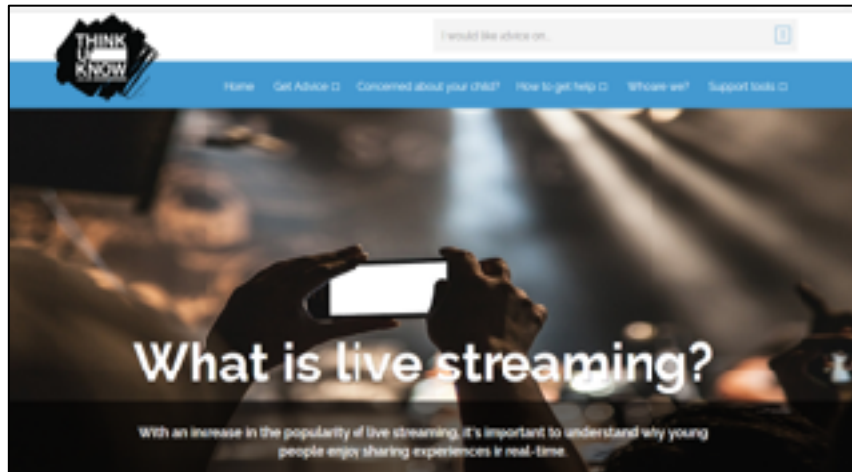 THINK
U
KNOW
I would like advice on...
Home Get Advice Concerned about your child? How to get help Who are we? Support tools
What is live streaming?
With an increase in the popularity of live streaming, it's important to understand why young
people enjoy sharing experiences in real-time.